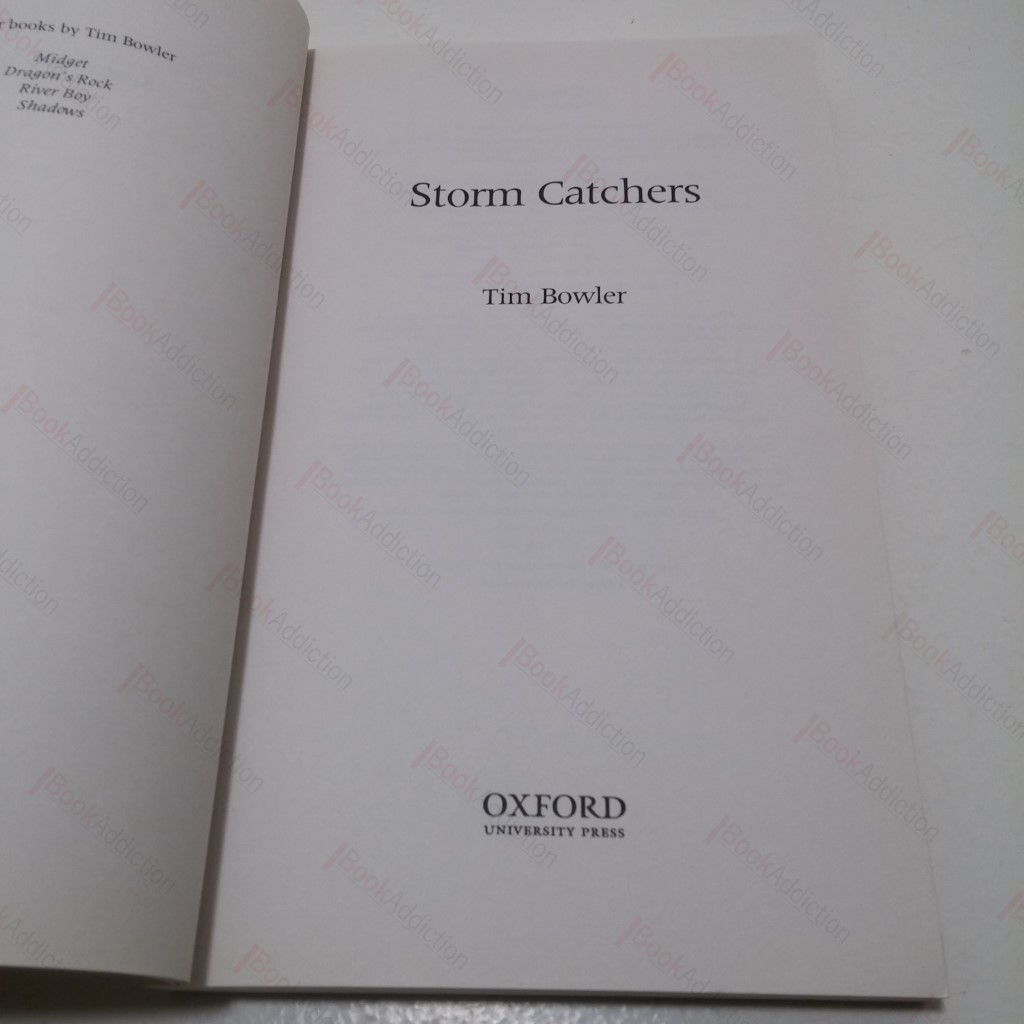 r books by Tim Bowler
Midget
Dragon's Rock
River Boy
Shadows
Storm Catchers
Tim Bowler
OXFORD
UNIVERSITY PRESS
BookAddiction